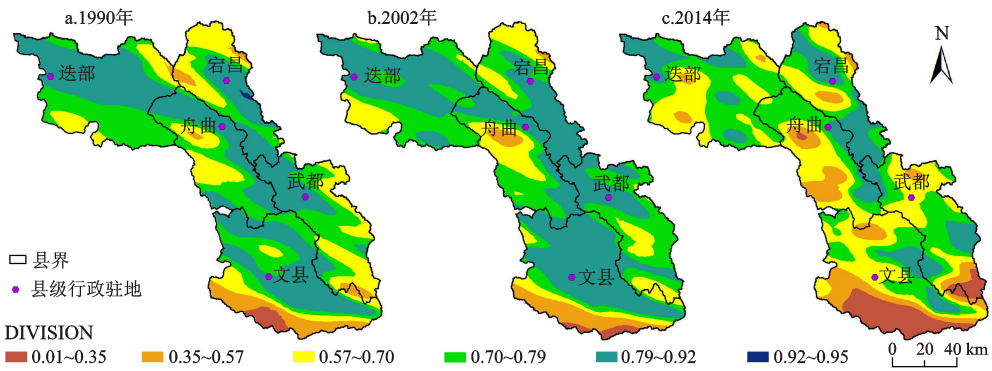 a.1990年
b.2002年
c.2014年
N
迭部
宕昌
舟曲
武都
文县
迭部
宕昌
舟曲
武都
文县
迭部
宕昌
舟曲
武都
文县
县界
县级行政驻地
DIVISION
0.01~0.35
0.35~0.57
0.57~0.70
0.70~0.79
0.79~0.92
0.92~0.95
0 20 40 km